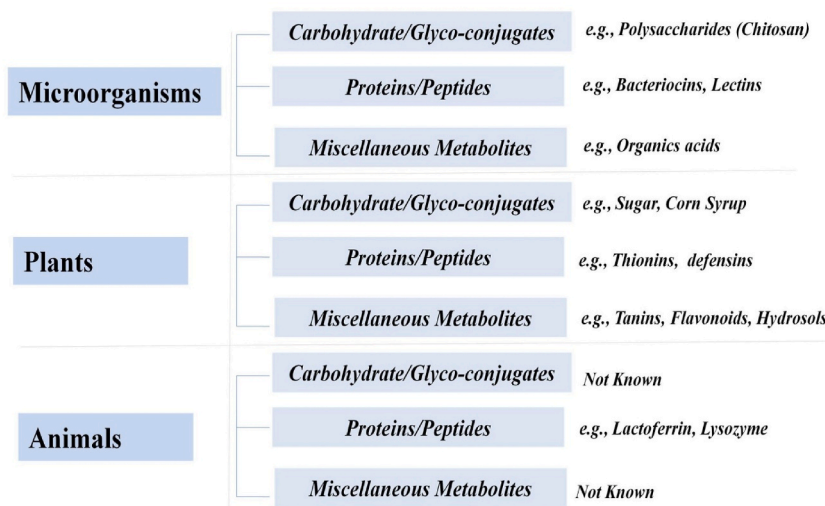 Carbohydrate/Glyco-conjugates e.g., Polysaccharides (Chitosan)
Microorganisms
Proteins/Peptides e.g., Bacteriocins, Lectins
Miscellaneous Metabolites e.g., Organics acids
Carbohydrate/Glyco-conjugates e.g., Sugar, Corn Syrup
Plants
Proteins/Peptides e.g., Thionins, defensins
Miscellaneous Metabolites e.g., Tanins, Flavonoids, Hydrosols
Carbohydrate/Glyco-conjugates Not Known
Animals
Proteins/Peptides e.g., Lactoferrin, Lysozyme
Miscellaneous Metabolites Not Known